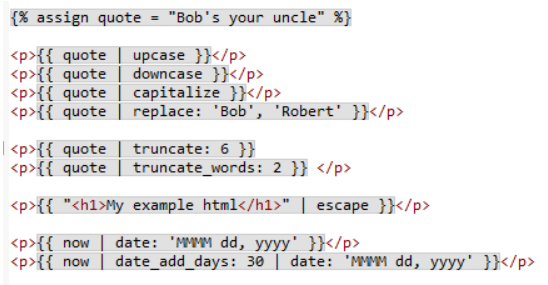 {% assign quote = "Bob's your uncle" %}
<p>{{ quote | upcase }}</p>
<p>{{ quote | downcase }}</p>
<p>{{ quote | capitalize }}</p>
<p>{{ quote | replace: 'Bob', 'Robert' }}</p>
<p>{{ quote | truncate: 6 }}
<p>{{ quote | truncate_words: 2 }} </p>
<p>{{ "<h1>My example html</h1>" | escape }}</p>
<p>{{ now | date: 'MMMM dd, yyyy' }}</p>
<p>{{ now | date_add_days: 30 | date: 'MMMM dd, yyyy' }}</p>